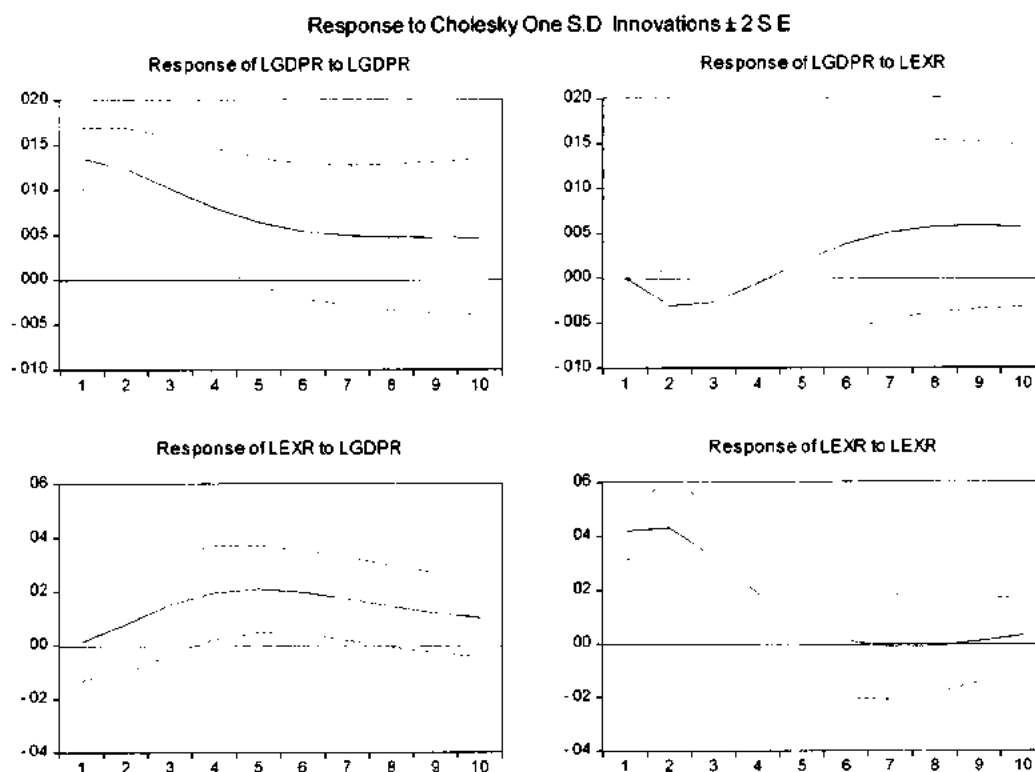 Response to Cholesky One S.D Innovations ± 2 S E
Response of LGDPR to LGDPR
020
015
010
005
000
-.005
-.010
1 2 3 4 5 6 7 8 9 10
Response of LGDPR to LEXR
020
015
010
005
000
-.005
-.010
1 2 3 4 5 6 7 8 9 10
Response of LEXR to LGDPR
06
04
02
00
-.02
-.04
1 2 3 4 5 6 7 8 9 10
Response of LEXR to LEXR
06
04
02
00
-.02
-.04
1 2 3 4 5 6 7 8 9 10